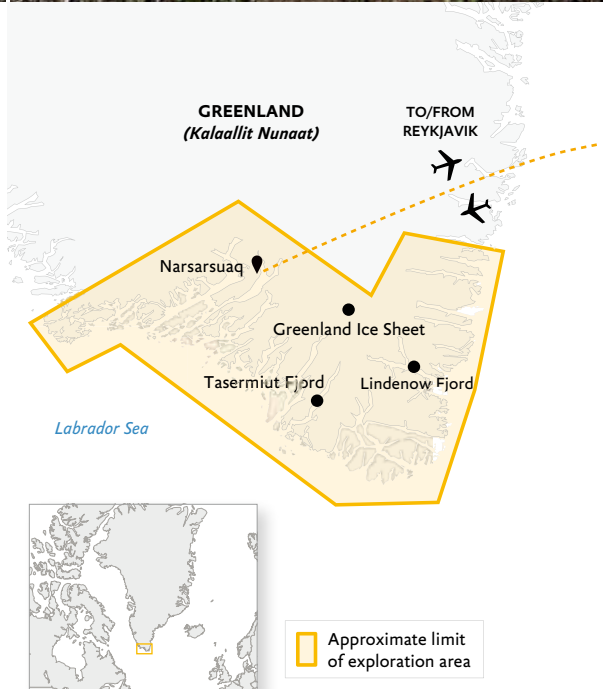 GREENLAND
(Kalaallit Nunaat)
TO/FROM
REYKJAVIK
Narsarsuaq
Greenland Ice Sheet
Tasermiut Fjord
Lindenow Fjord
Labrador Sea
Approximate limit
of exploration area